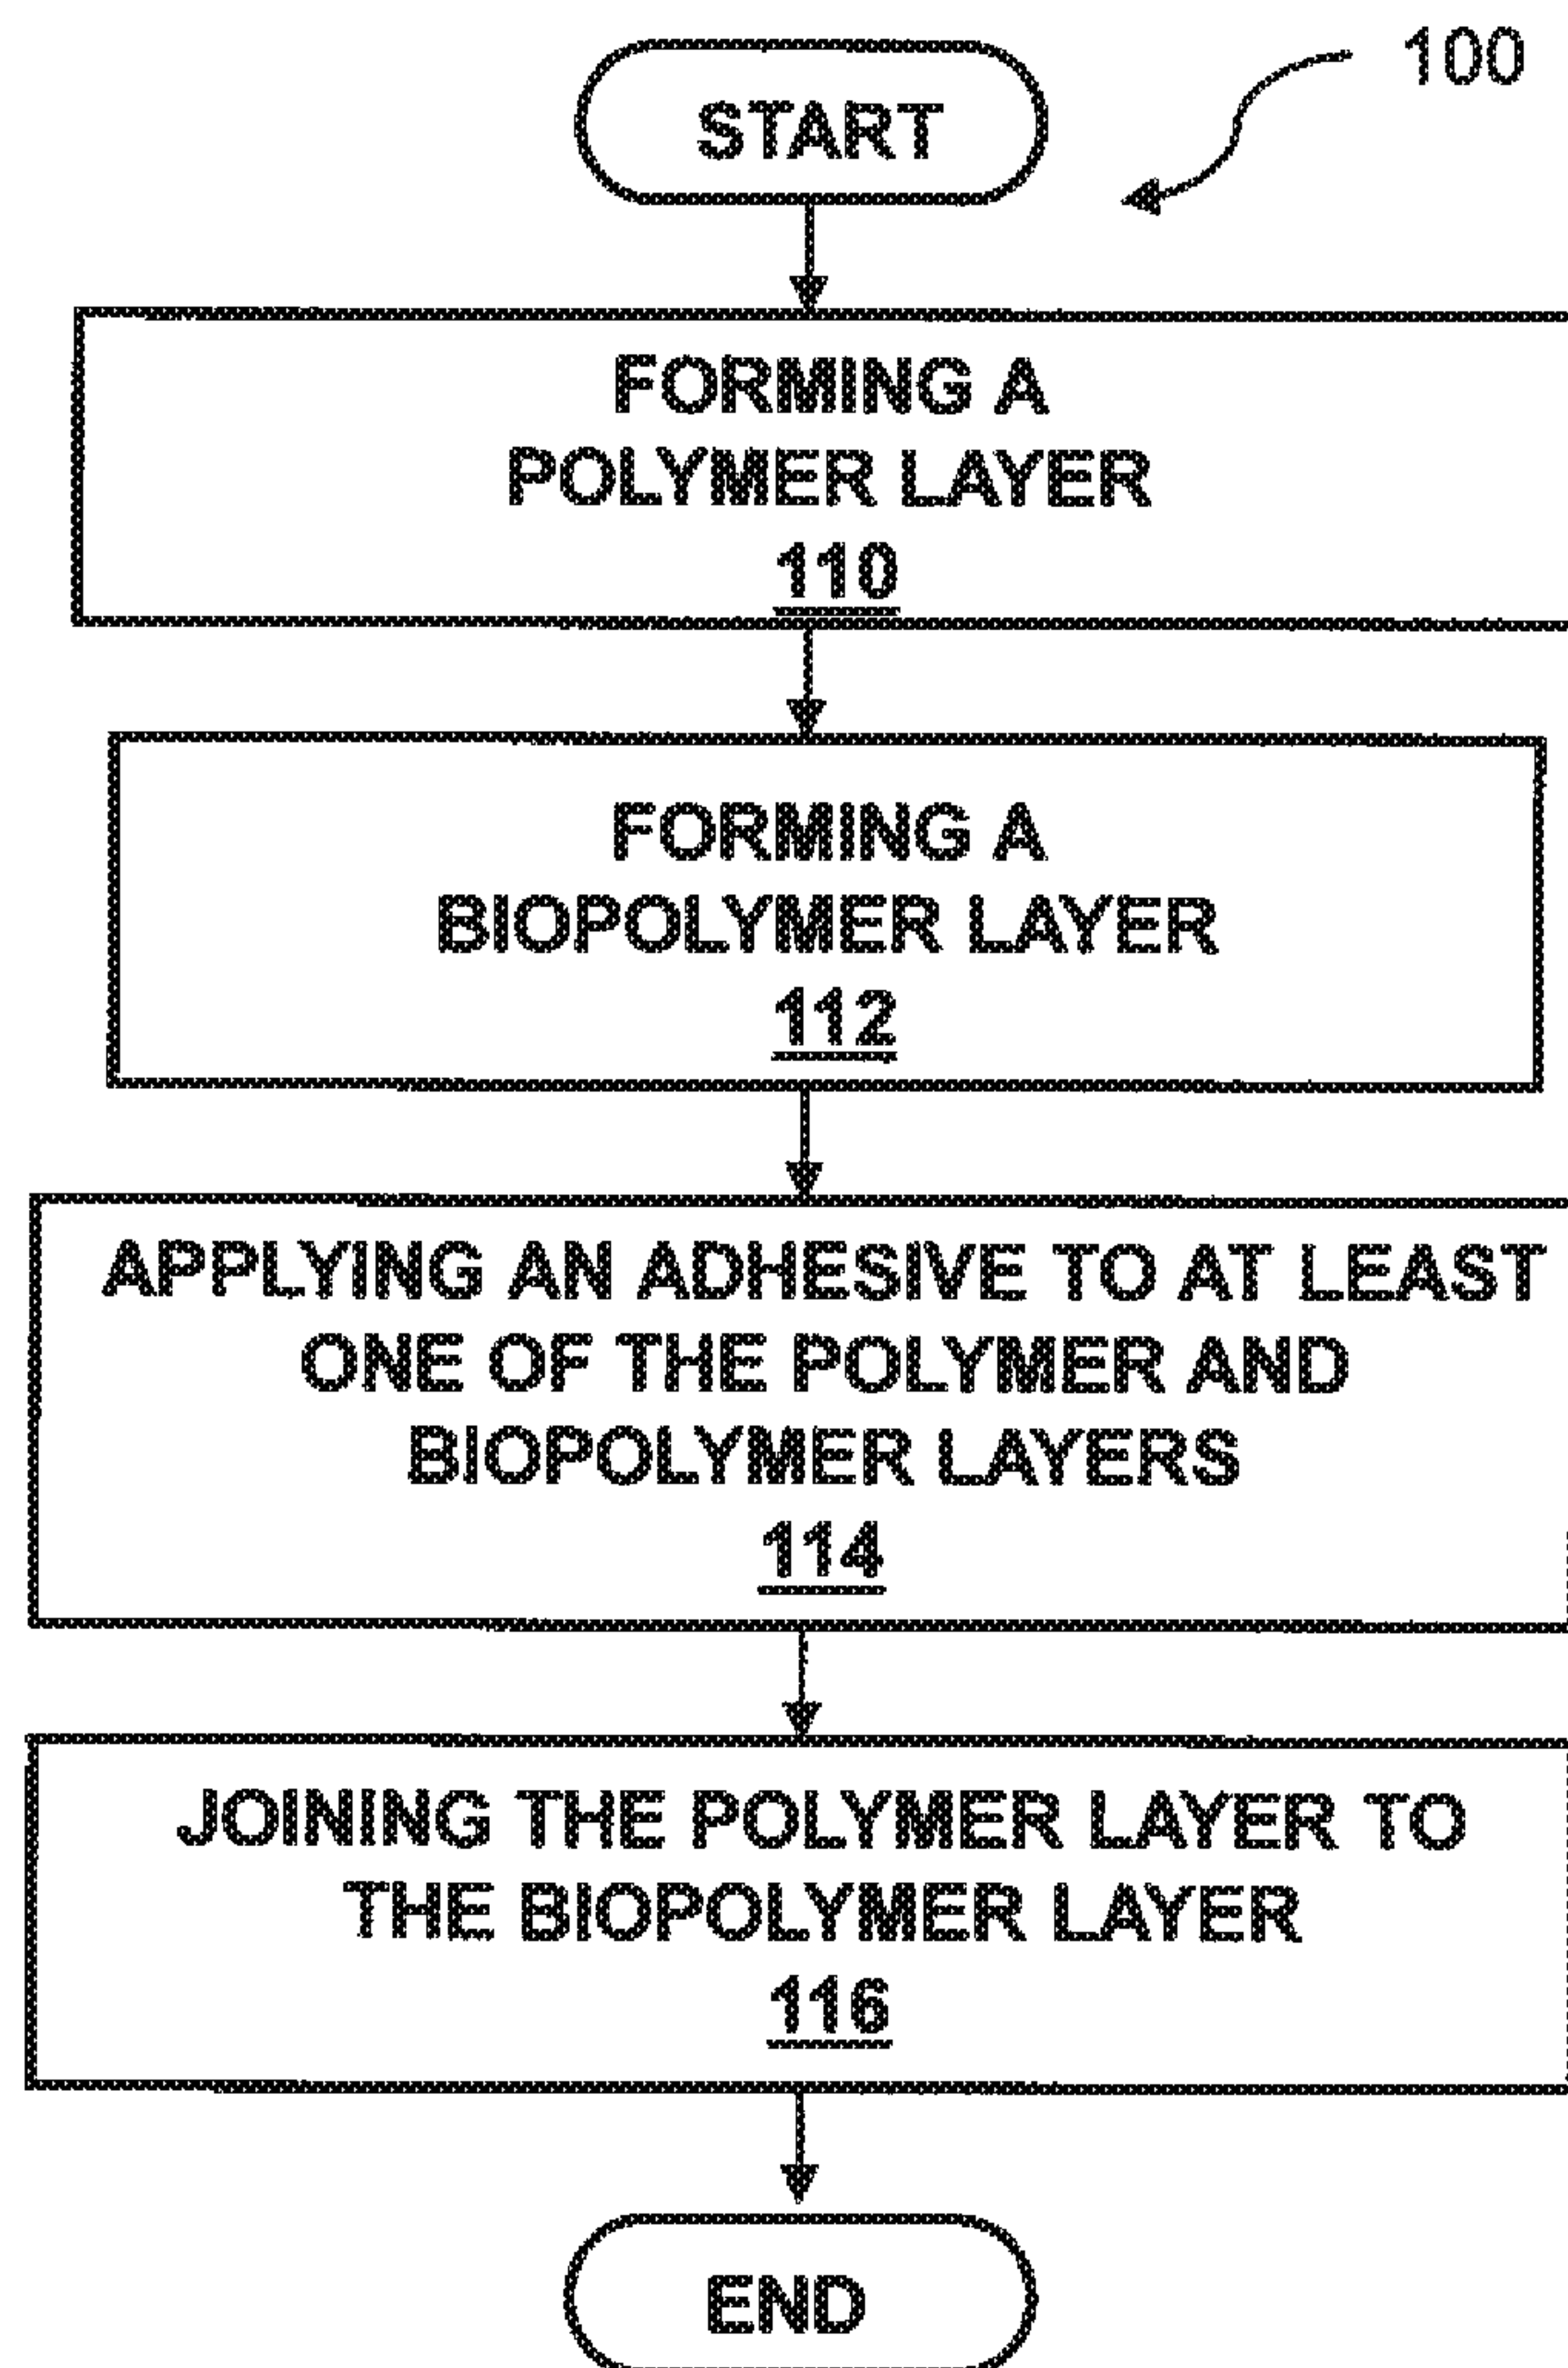 100
START
FORMING A
POLYMER LAYER
110
FORMING A
BIOPOLYMER LAYER
112
APPLYING AN ADHESIVE TO AT LEAST
ONE OF THE POLYMER AND
BIOPOLYMER LAYERS
114
JOINING THE POLYMER LAYER TO
THE BIOPOLYMER LAYER
116
END